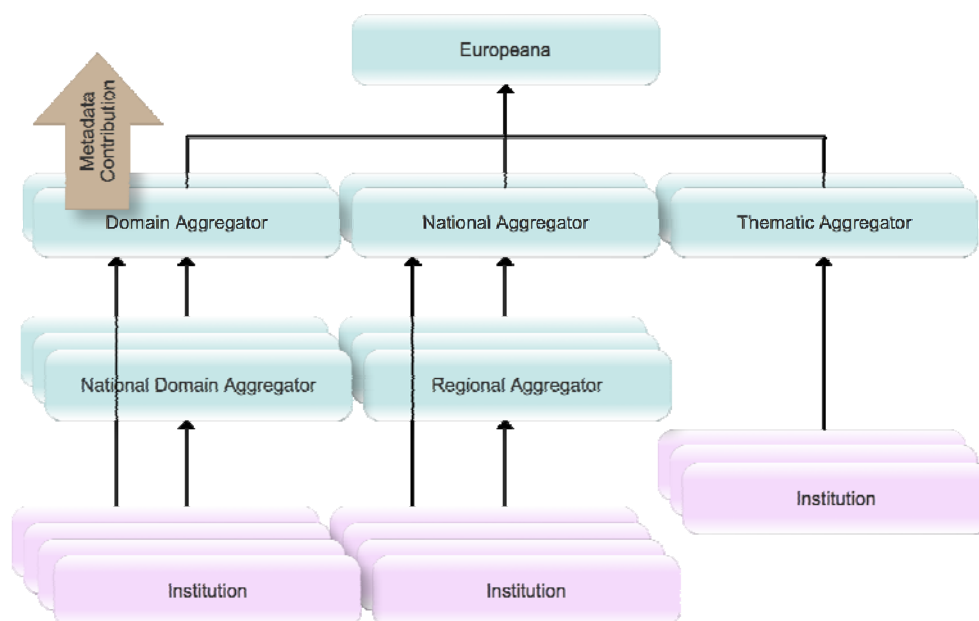 Europeana
Metadata
Contribution
Domain Aggregator
National Aggregator
Thematic Aggregator
National Domain Aggregator
Regional Aggregator
Institution
Institution
Institution